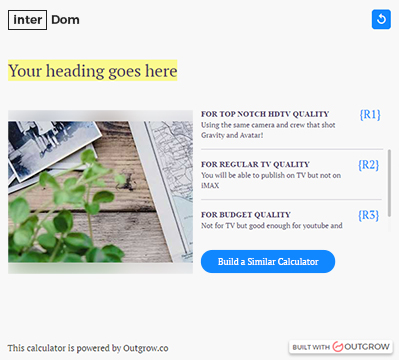 inter Dom
Your heading goes here
FOR TOP NOTCH HDTV QUALITY {R1}
Using the same camera and crew that shot
Gravity and Avatar!
FOR REGULAR TV QUALITY {R2}
You will be able to publish on TV but not on
iMAX
FOR BUDGET QUALITY {R3}
Not for TV but good enough for youtube and
Build a Similar Calculator
This calculator is powered by Outgrow.co
BUILT WITH OUTGROW